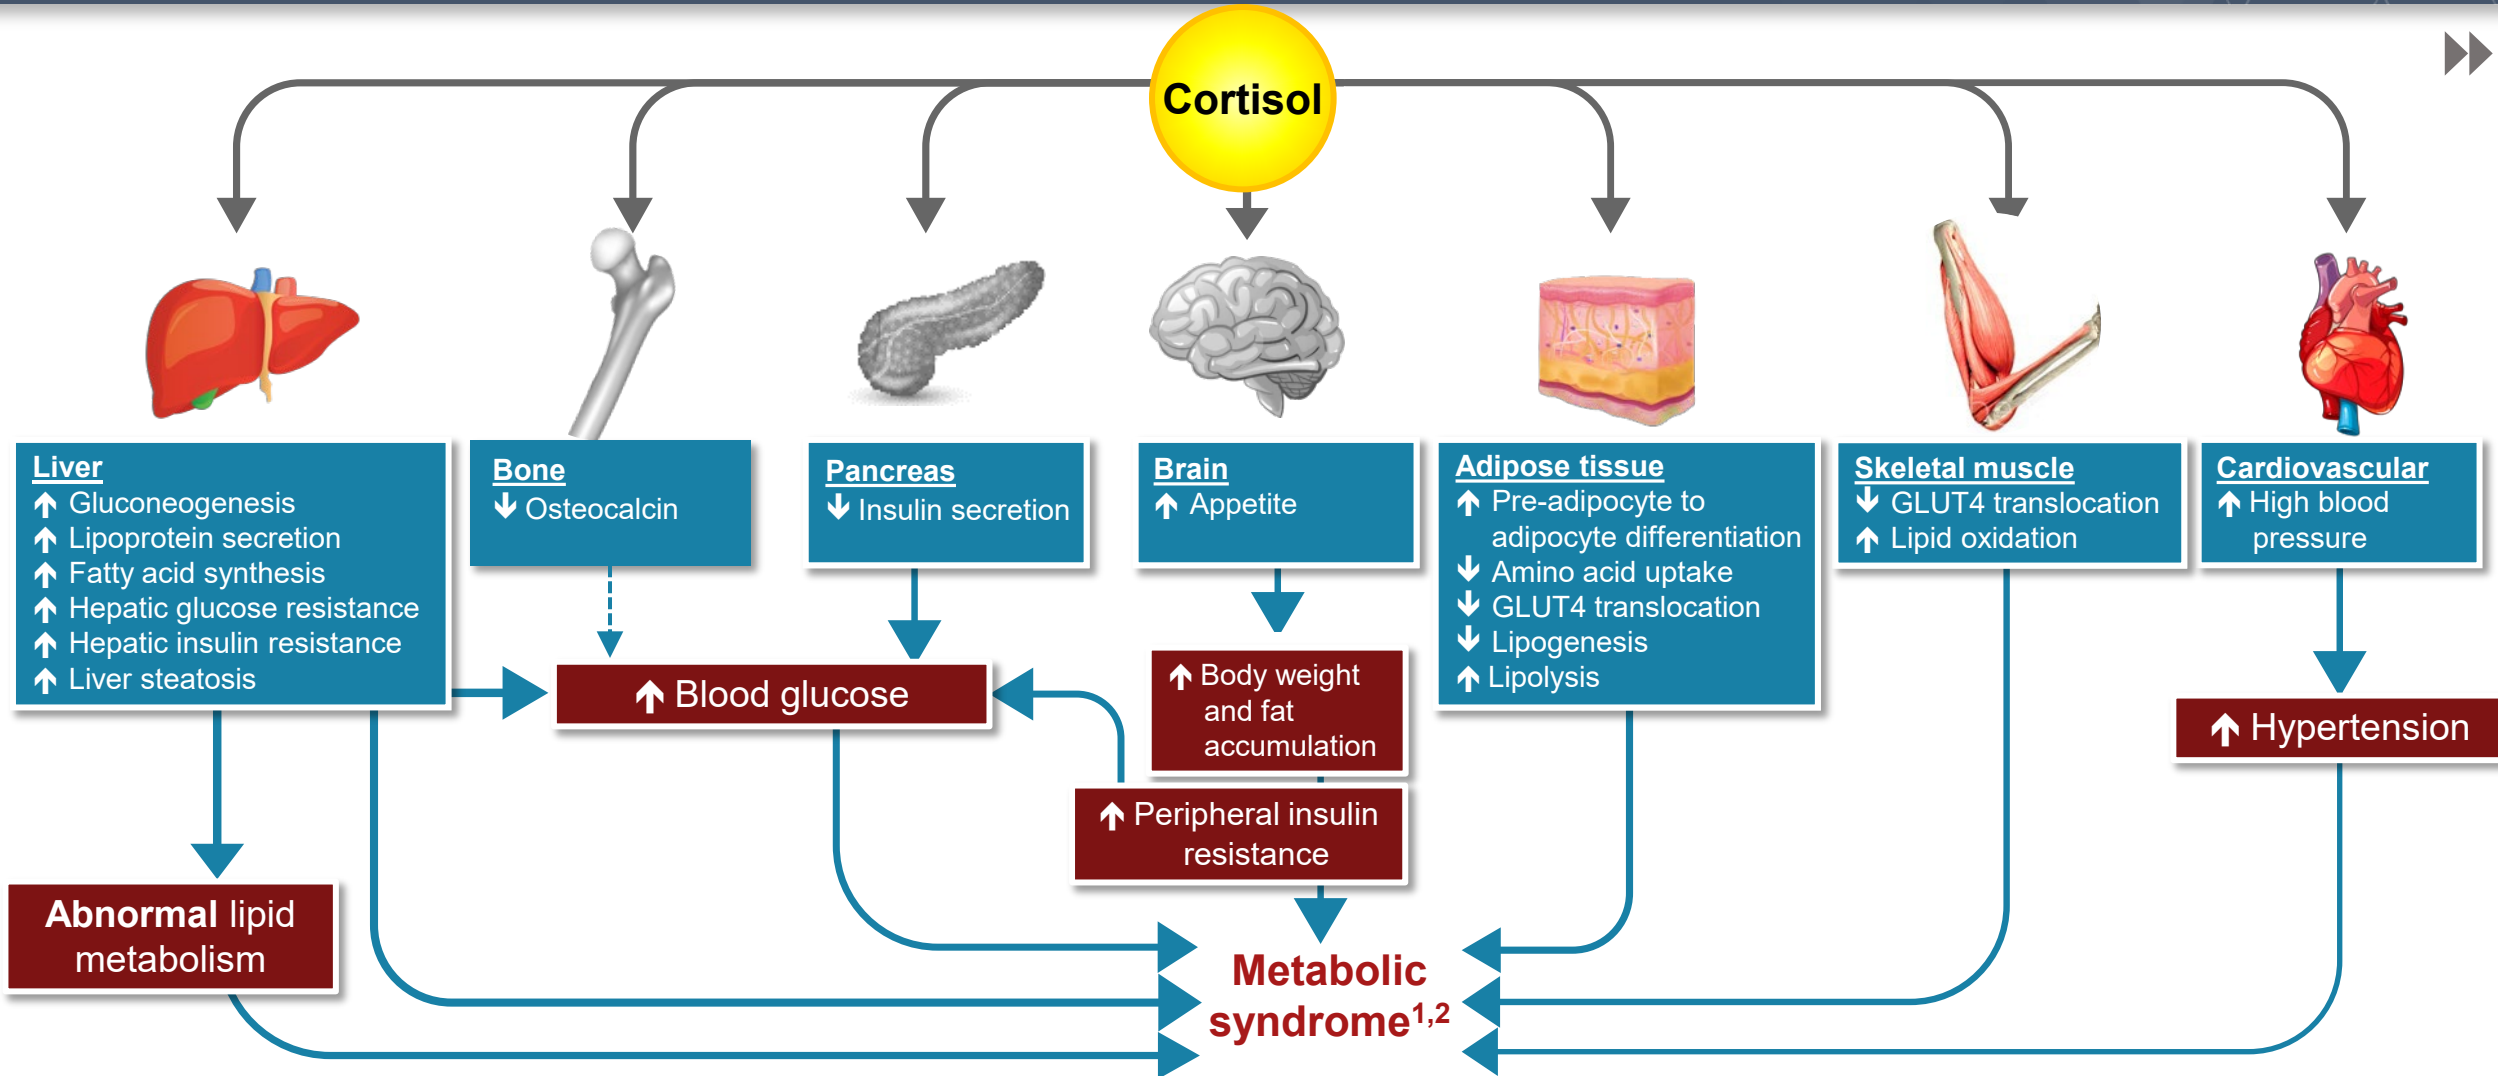 Cortisol
Liver
↑ Gluconeogenesis
↑ Lipoprotein secretion
↑ Fatty acid synthesis
↑ Hepatic glucose resistance
↑ Hepatic insulin resistance
↑ Liver steatosis
Bone
↓ Osteocalcin
Pancreas
↓ Insulin secretion
Brain
↑ Appetite
Adipose tissue
↑ Pre-adipocyte to
adipocyte differentiation
↓ Amino acid uptake
↓ GLUT4 translocation
↓ Lipogenesis
↑ Lipolysis
Skeletal muscle
↓ GLUT4 translocation
↑ Lipid oxidation
Cardiovascular
↑ High blood
pressure
↑ Blood glucose
↑ Body weight
and fat
accumulation
↑ Hypertension
↑ Peripheral insulin
resistance
Abnormal lipid
metabolism
Metabolic
syndrome1,2